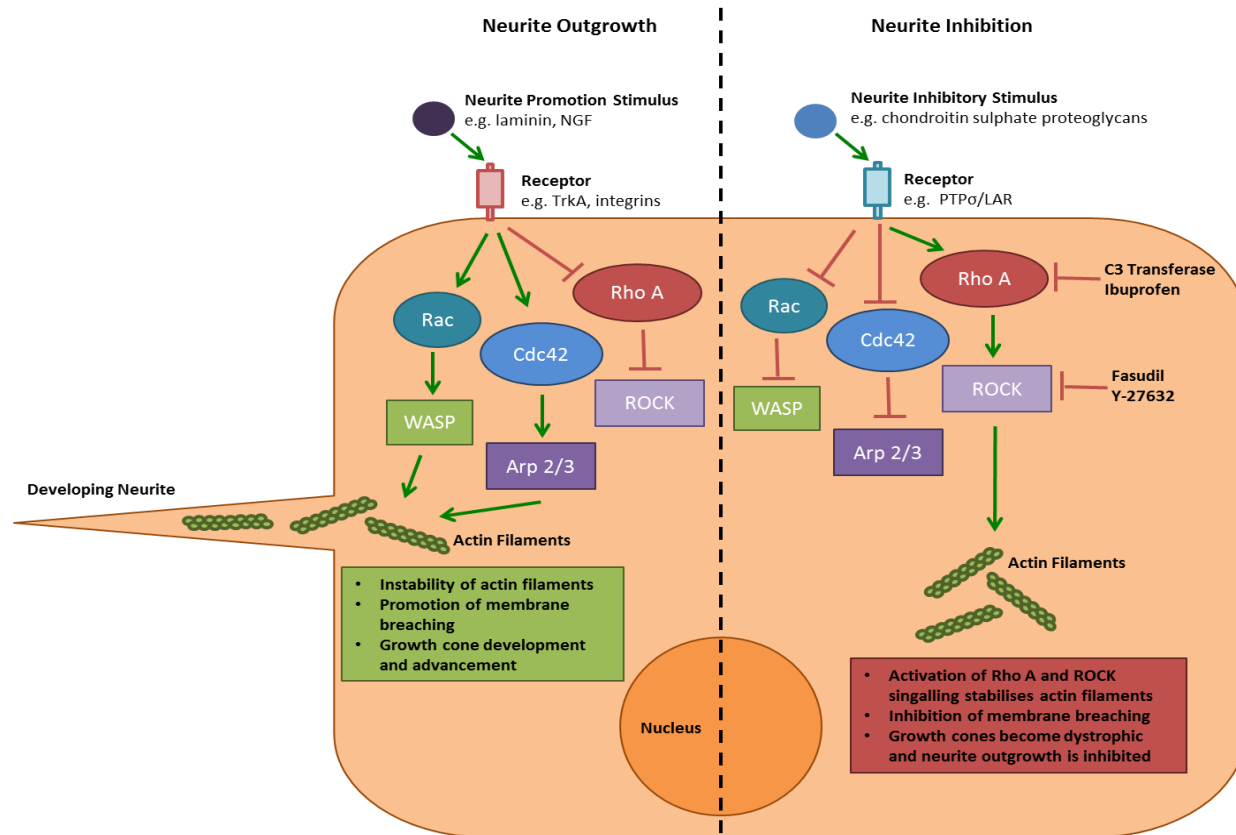 Neurite Outgrowth
Neurite Promotion Stimulus
e.g. laminin, NGF
Receptor
e.g. TrkA, integrins
Rac
Cdc42
Rho A
WASP
Arp 2/3
ROCK
Developing Neurite
Actin Filaments
• Instability of actin filaments
• Promotion of membrane
breaching
• Growth cone development
and advancement
Nucleus
Neurite Inhibition
Neurite Inhibitory Stimulus
e.g. chondroitin sulphate proteoglycans
Receptor
e.g. PTPσ/LAR
Rac
Cdc42
Rho A
C3 Transferase
Ibuprofen
WASP
Arp 2/3
ROCK
Fasudil
Y-27632
Actin Filaments
• Activation of Rho A and ROCK
singalling stabilises actin filaments
• Inhibition of membrane breaching
• Growth cones become dystrophic
and neurite outgrowth is inhibited